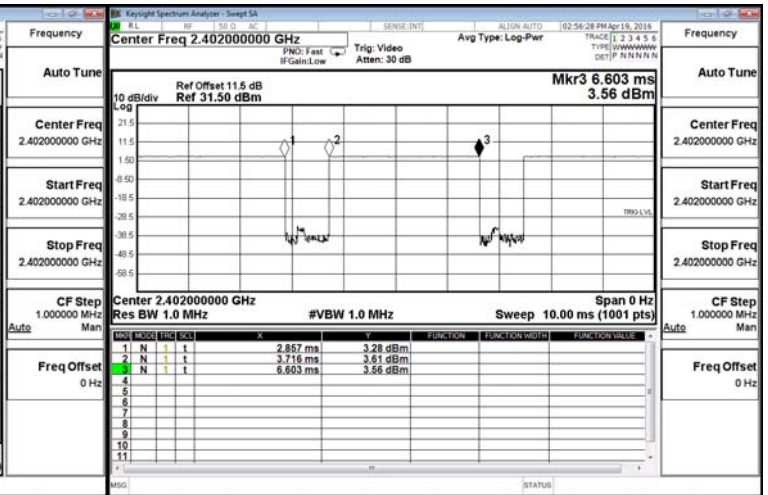 Frequency
Auto Tune
Center Freq
2.402000000 GHz
Start Freq
2.402000000 GHz
Stop Freq
2.402000000 GHz
CF Step
1.000000 MHz
Auto Man
Freq Offset
0 Hz
Keysight Spectrum Analyzer - Swept SA
RL RF 50 Ω AC SENSE:INT ALIGN AUTO 02:56:28 PM Apr 19, 2016
Center Freq 2.402000000 GHz
PNO: Fast
IFGain:Low
Trig: Video
Atten: 30 dB
Avg Type: Log-Pwr
TRACE 1 2 3 4 5 6
TYPE WWWWWW
DET P N N N N N
Ref Offset 11.5 dB
10 dB/div Ref 31.50 dBm
Log
Mkr3 6.603 ms
3.56 dBm
21.5
11.5
1.50
-8.50
-18.5
-28.5
-38.5
-48.5
-58.5
1
2
3
TRIG LVL
Center 2.402000000 GHz Span 0 Hz
Res BW 1.0 MHz #VBW 1.0 MHz Sweep 10.00 ms (1001 pts)
MKR MODE TRC SCL X Y FUNCTION FUNCTION WIDTH FUNCTION VALUE
1 N 1 t 2.857 ms 3.28 dBm
2 N 1 t 3.716 ms 3.61 dBm
3 N 1 t 6.603 ms 3.56 dBm
4
5
6
7
8
9
10
11
MSG STATUS
Frequency
Auto Tune
Center Freq
2.402000000 GHz
Start Freq
2.402000000 GHz
Stop Freq
2.402000000 GHz
CF Step
1.000000 MHz
Auto Man
Freq Offset
0 Hz